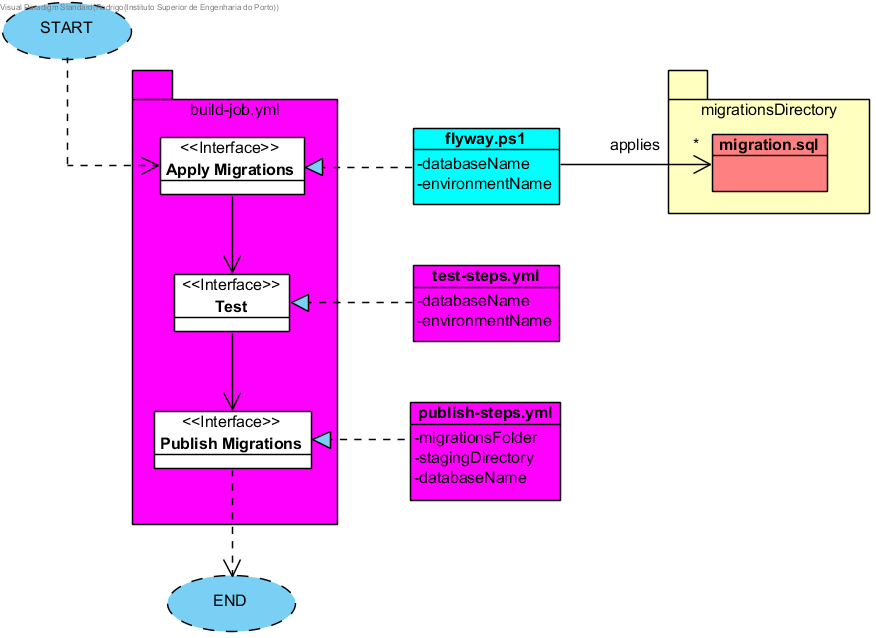 Visual Paradigm Standard(Rodrigo(Instituto Superior de Engenharia do Porto))
START
build-job.yml
<<Interface>>
Apply Migrations
flyway.ps1
-databaseName
-environmentName
applies
*
migrationsDirectory
migration.sql
<<Interface>>
Test
test-steps.yml
-databaseName
-environmentName
<<Interface>>
Publish Migrations
publish-steps.yml
-migrationsFolder
-stagingDirectory
-databaseName
END